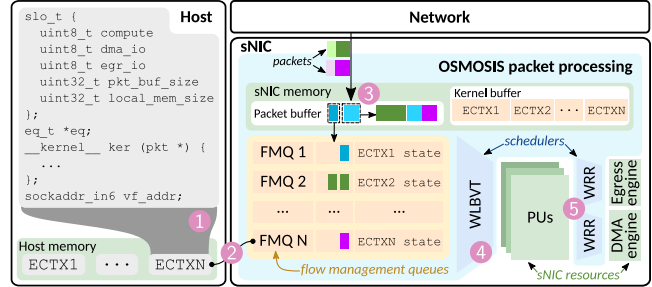 Host
slo_t {
uint8_t compute
uint8_t dma_io
uint8_t egr_io
uint32_t pkt_buf_size
uint32_t local_mem_size
};
eq_t *eq;
__kernel__ ker (pkt *) {
...
};
sockaddr_in6 vf_addr;
1
Host memory
ECTX1 ... ECTXN
2
Network
sNIC
packets
OSMOSIS packet processing
sNIC memory
3
Packet buffer
Kernel buffer
ECTX1 ECTX2 ... ECTXN
FMQ 1 ECTX1 state
FMQ 2 ECTX2 state
... ... ...
FMQ N ECTXN state
flow management queues
schedulers
WLBVT
4
PUs
5
WRR
WRR
Egress engine
DMA engine
sNIC resources